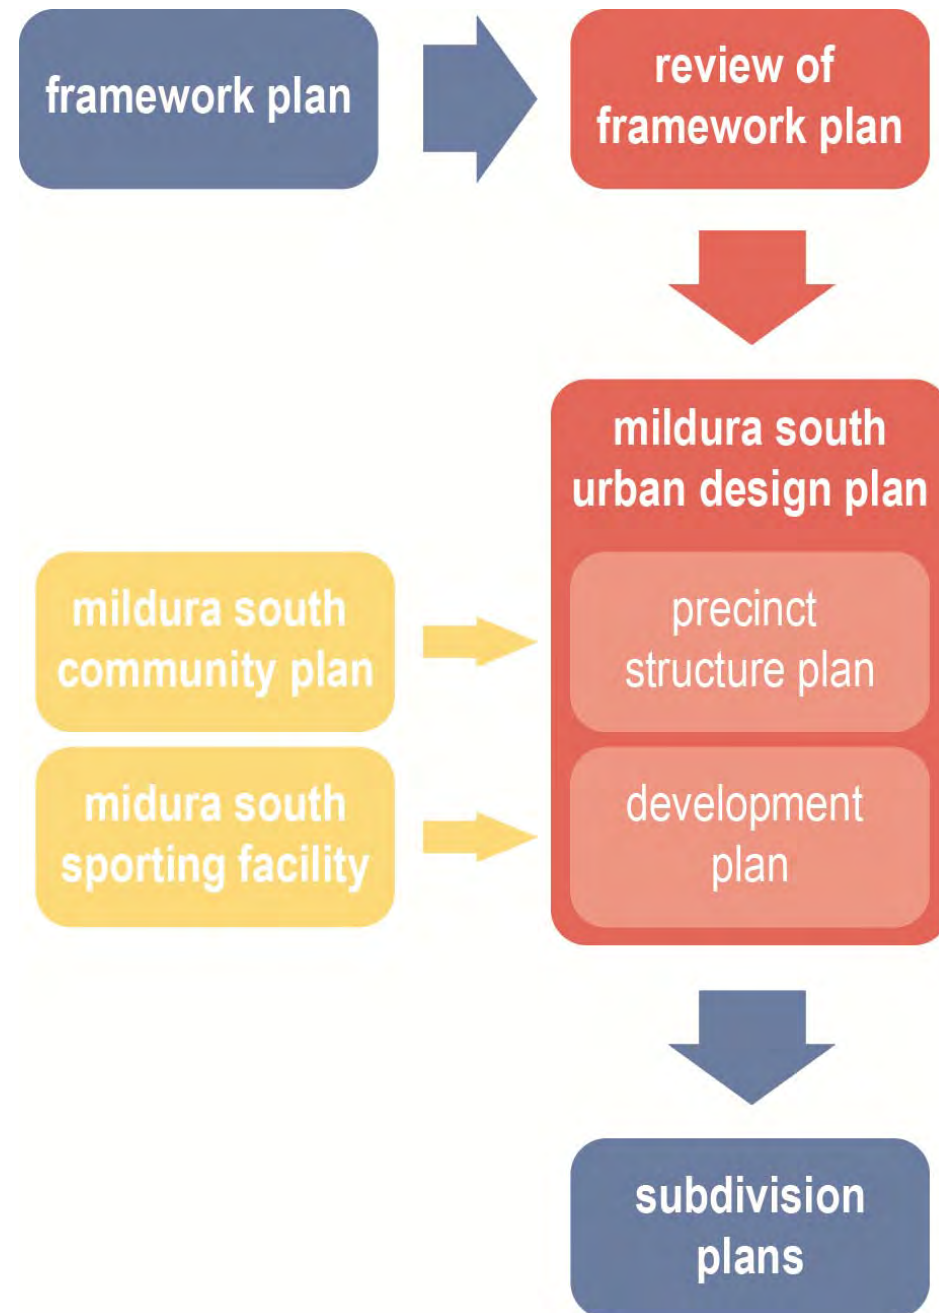 framework plan
review of
framework plan
mildura south
urban design plan
mildura south
community plan
precinct
structure plan
midura south
sporting facility
development
plan
subdivision
plans